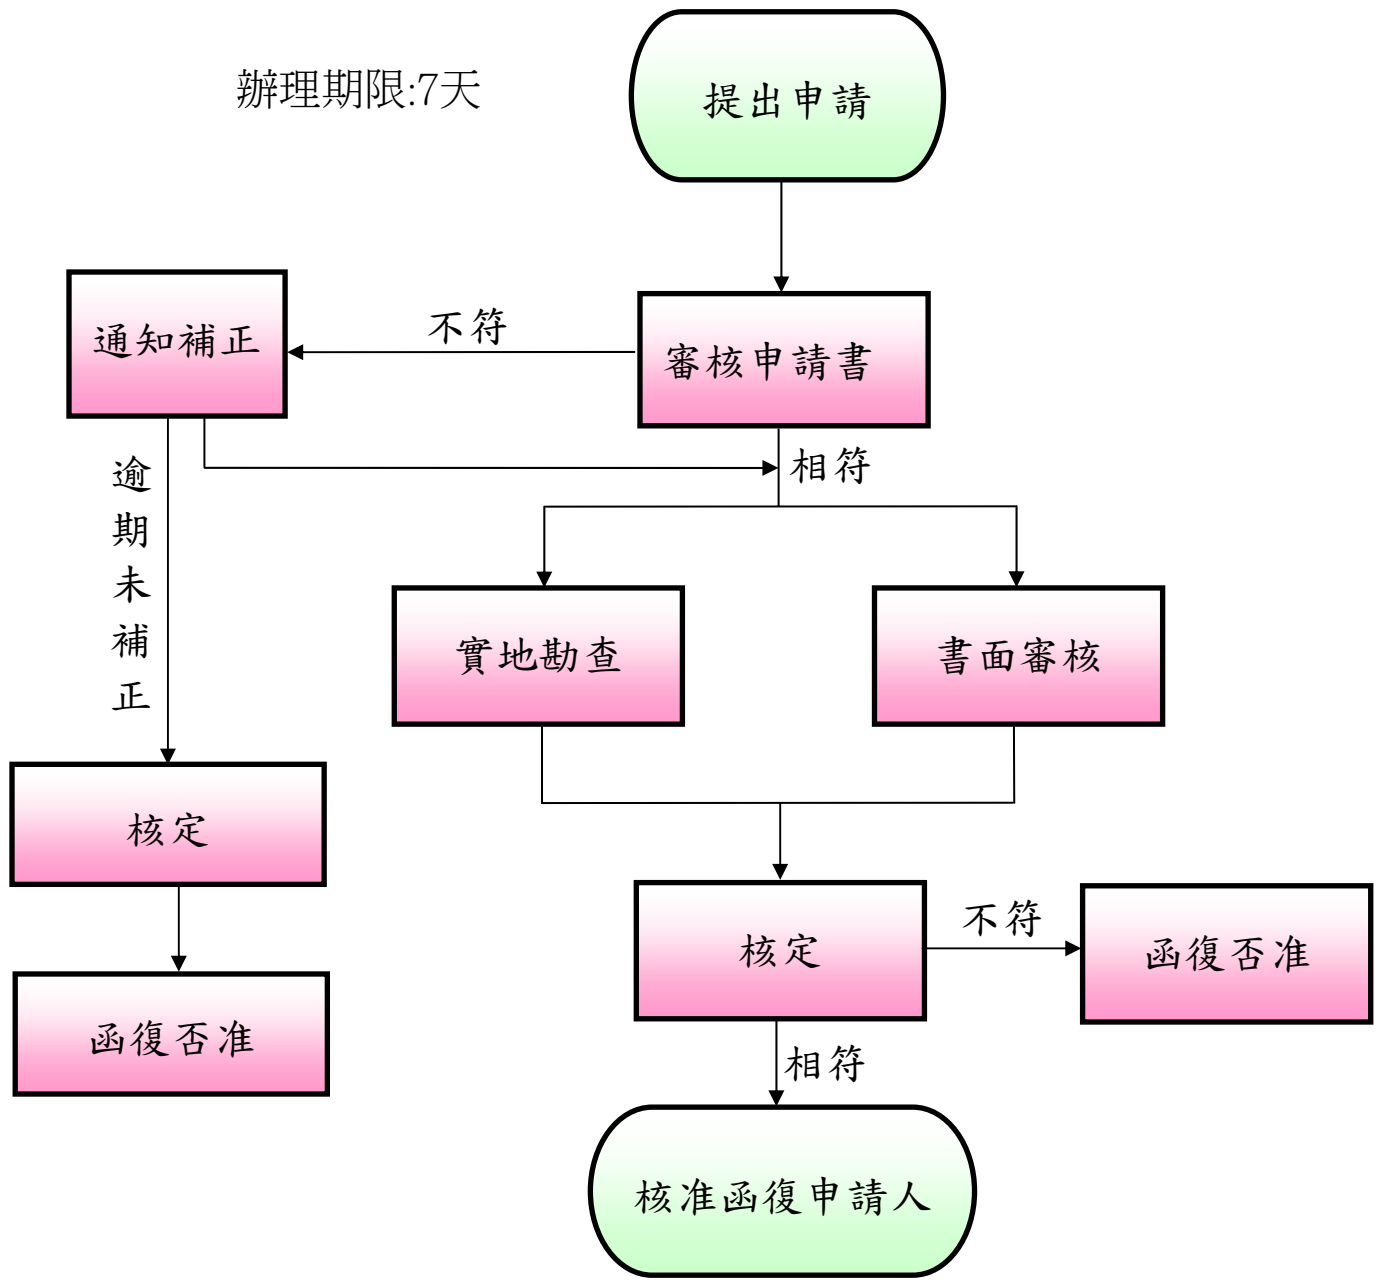 辦理期限:7天
提出申請
通知補正
不符
審核申請書
逾期未補正
相符
實地勘查
書面審核
核定
核定
不符
函復否准
函復否准
相符
核准函復申請人